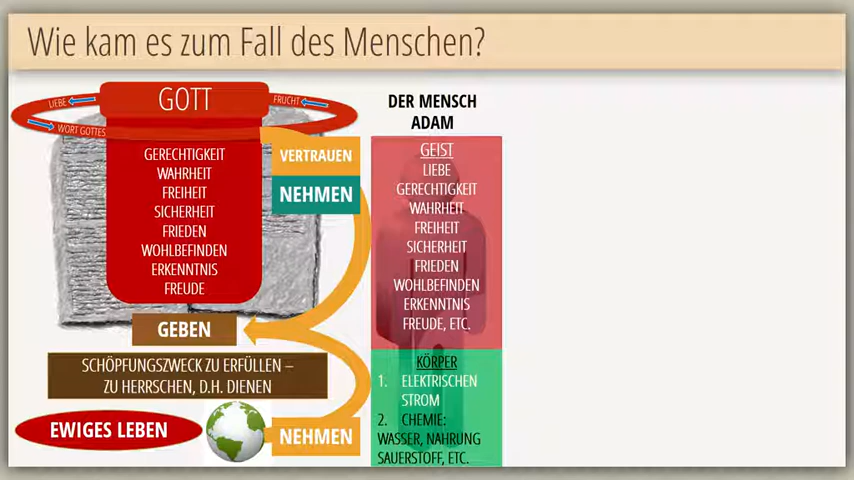 Wie kam es zum Fall des Menschen?
GOTT
LIEBE
FRUCHT
WORT GOTTES
GERECHTIGKEIT
WAHRHEIT
FREIHEIT
SICHERHEIT
FRIEDEN
WOHLBEFINDEN
ERKENNTNIS
FREUDE
VERTRAUEN
NEHMEN
GEBEN
SCHÖPFUNGSZWECK ZU ERFÜLLEN –
ZU HERRSCHEN, D.H. DIENEN
EWIGES LEBEN
NEHMEN
DER MENSCH
ADAM
GEIST
LIEBE
GERECHTIGKEIT
WAHRHEIT
FREIHEIT
SICHERHEIT
FRIEDEN
WOHLBEFINDEN
ERKENNTNIS
FREUDE, ETC.
KÖRPER
1. ELEKTRISCHEN
STROM
2. CHEMIE:
WASSER, NAHRUNG
SAUERSTOFF, ETC.